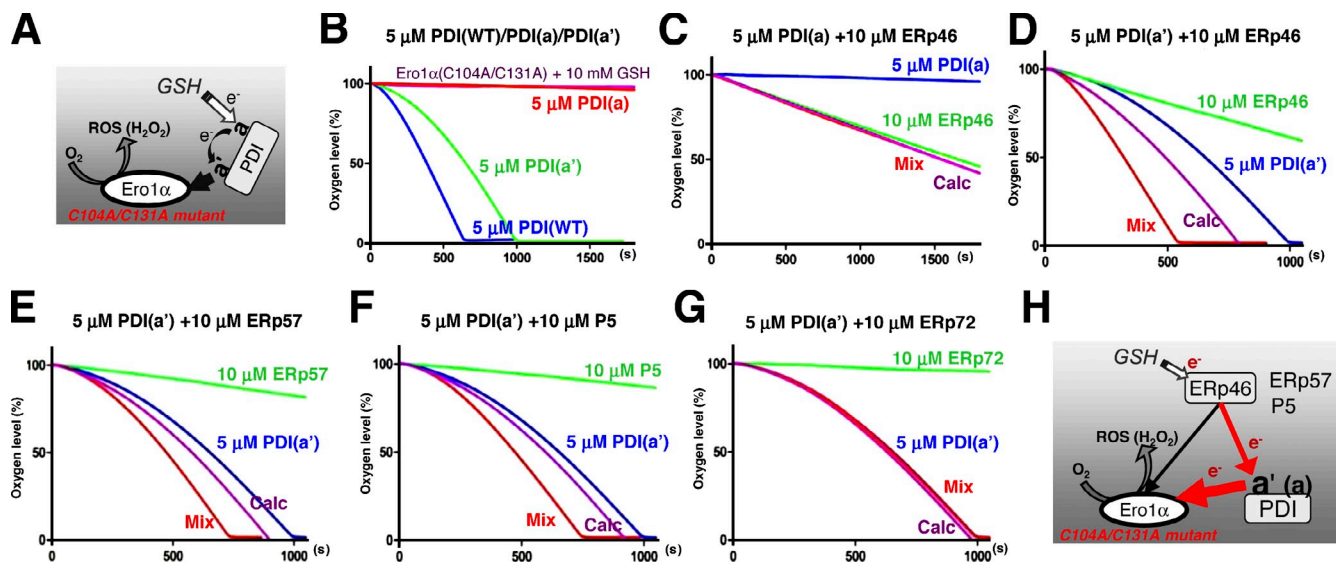 A
GSH
e-
ROS (H2O2)
e-
a
O2
a'
PDI
Ero1α
C104A/C131A mutant
B
5 μM PDI(WT)/PDI(a)/PDI(a')
Oxygen level (%)
100
50
0
Ero1α(C104A/C131A) + 10 mM GSH
5 μM PDI(a)
5 μM PDI(a')
5 μM PDI(WT)
0 500 1000 1500 (s)
C
5 μM PDI(a) +10 μM ERp46
Oxygen level (%)
100
50
0
5 μM PDI(a)
10 μM ERp46
Mix
Calc
0 500 1000 1500 (s)
D
5 μM PDI(a') +10 μM ERp46
Oxygen level (%)
100
50
0
10 μM ERp46
5 μM PDI(a')
Calc
Mix
0 500 1000 (s)
E
5 μM PDI(a') +10 μM ERp57
Oxygen level (%)
100
50
0
10 μM ERp57
5 μM PDI(a')
Calc
Mix
0 500 1000 (s)
F
5 μM PDI(a') +10 μM P5
Oxygen level (%)
100
50
0
10 μM P5
5 μM PDI(a')
Calc
Mix
0 500 1000 (s)
G
5 μM PDI(a') +10 μM ERp72
Oxygen level (%)
100
50
0
10 μM ERp72
5 μM PDI(a')
Mix
Calc
0 500 1000 (s)
H
GSH
e-
ERp46
ERp57
P5
ROS (H2O2)
e-
O2
e-
a' (a)
Ero1α
PDI
C104A/C131A mutant